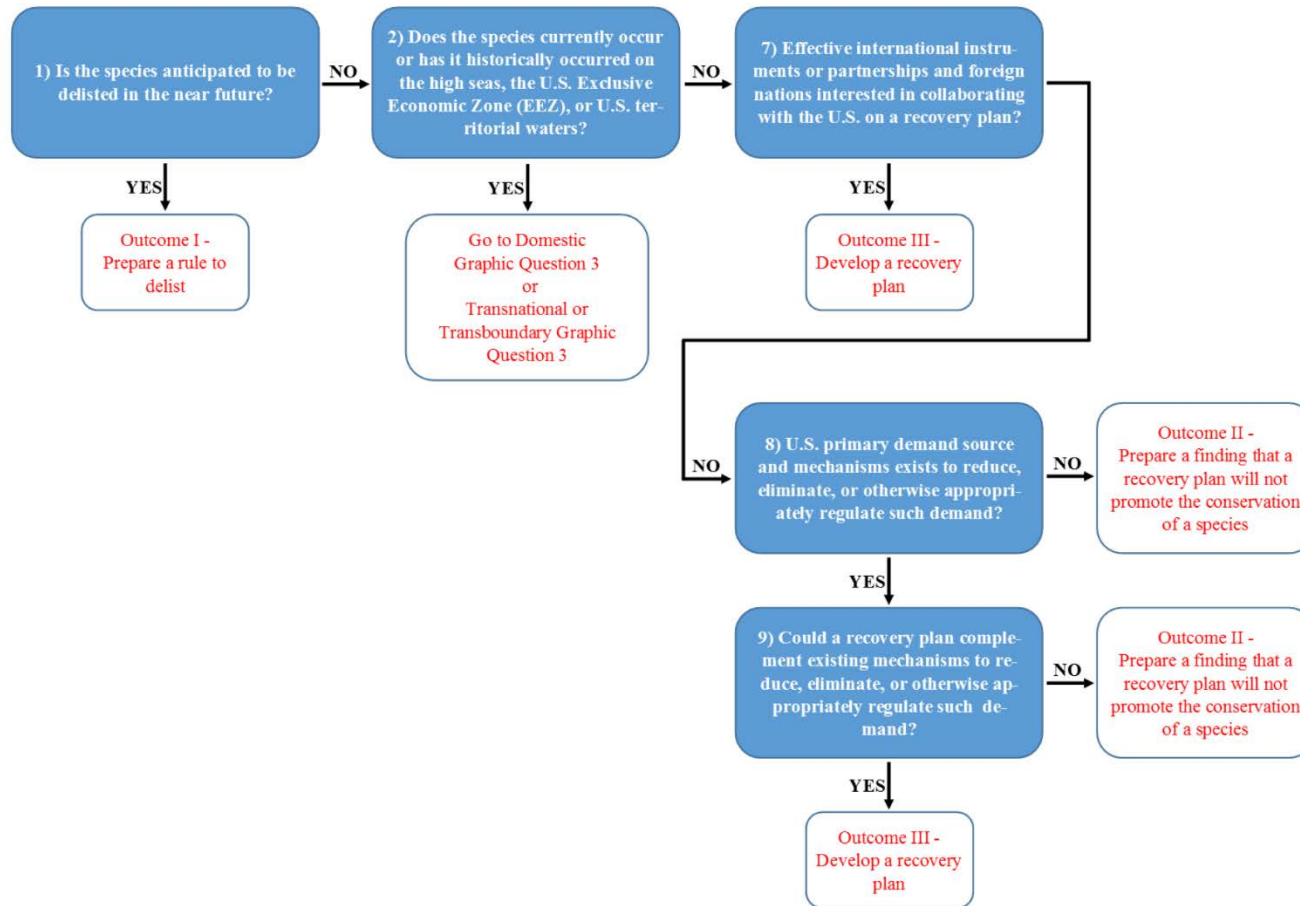 1) Is the species anticipated to be
delisted in the near future?
NO
2) Does the species currently occur
or has it historically occurred on
the high seas, the U.S. Exclusive
Economic Zone (EEZ), or U.S. ter-
ritorial waters?
NO
7) Effective international instru-
ments or partnerships and foreign
nations interested in collaborating
with the U.S. on a recovery plan?
YES
YES
YES
Outcome I -
Prepare a rule to
delist
Go to Domestic
Graphic Question 3
or
Transnational or
Transboundary Graphic
Question 3
Outcome III -
Develop a recovery
plan
NO
8) U.S. primary demand source
and mechanisms exists to reduce,
eliminate, or otherwise appropri-
ately regulate such demand?
NO
Outcome II -
Prepare a finding that a
recovery plan will not
promote the conservation
of a species
YES
9) Could a recovery plan comple-
ment existing mechanisms to re-
duce, eliminate, or otherwise ap-
propriately regulate such de-
mand?
NO
Outcome II -
Prepare a finding that a
recovery plan will not
promote the conservation
of a species
YES
Outcome III -
Develop a recovery
plan